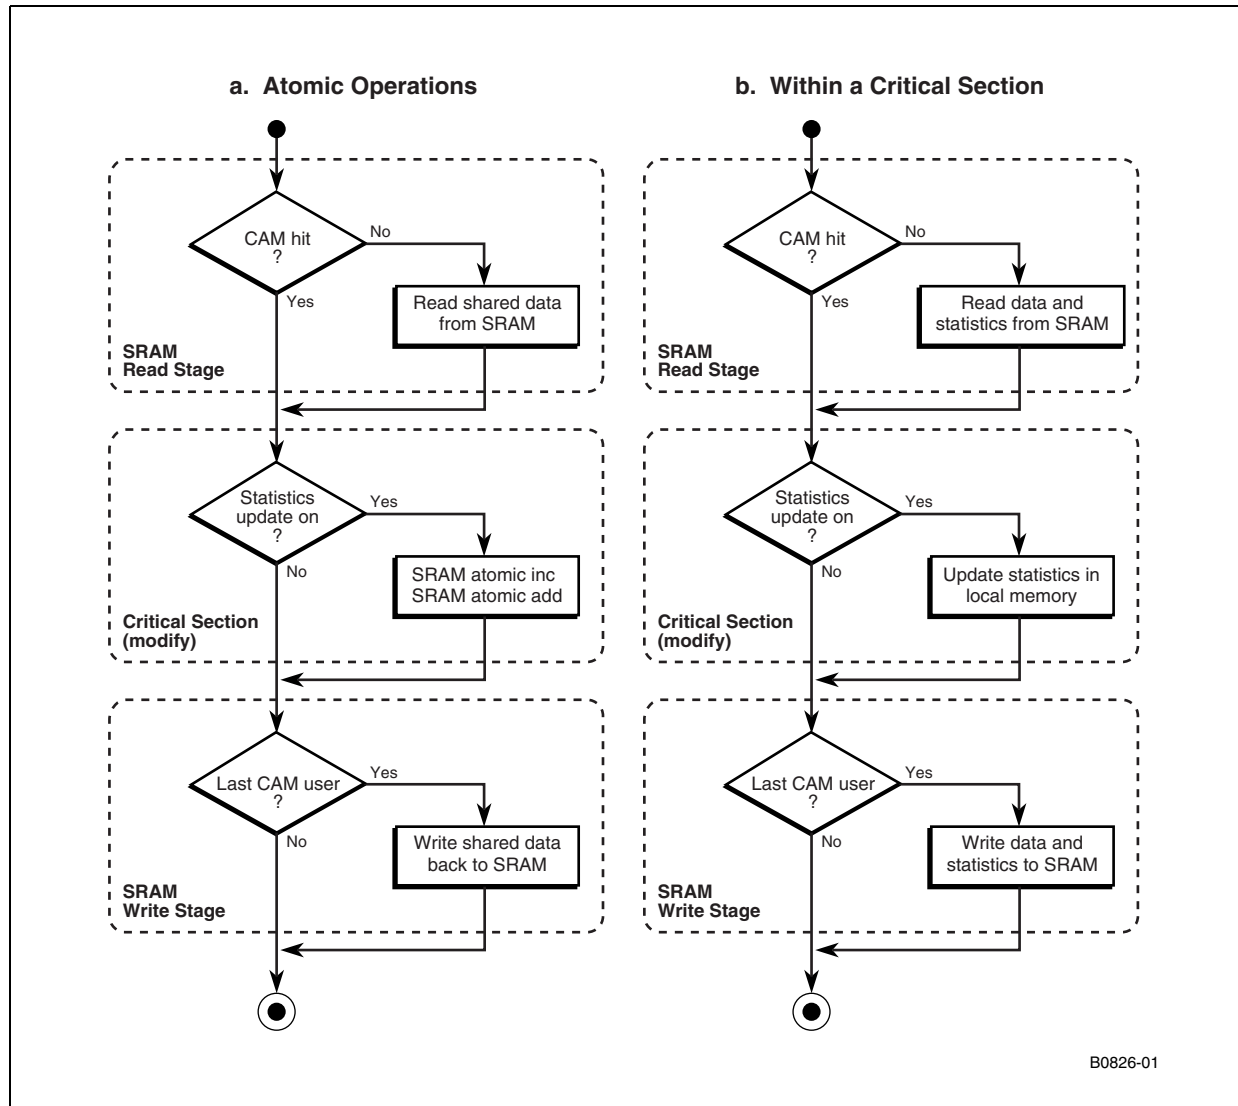 a. Atomic Operations
CAM hit
?
No
Yes
Read shared data
from SRAM
SRAM
Read Stage
Statistics
update on
?
Yes
No
SRAM atomic inc
SRAM atomic add
Critical Section
(modify)
Last CAM user
?
Yes
No
Write shared data
back to SRAM
SRAM
Write Stage
b. Within a Critical Section
CAM hit
?
No
Yes
Read data and
statistics from SRAM
SRAM
Read Stage
Statistics
update on
?
Yes
No
Update statistics in
local memory
Critical Section
(modify)
Last CAM user
?
Yes
No
Write data and
statistics to SRAM
SRAM
Write Stage
B0826-01